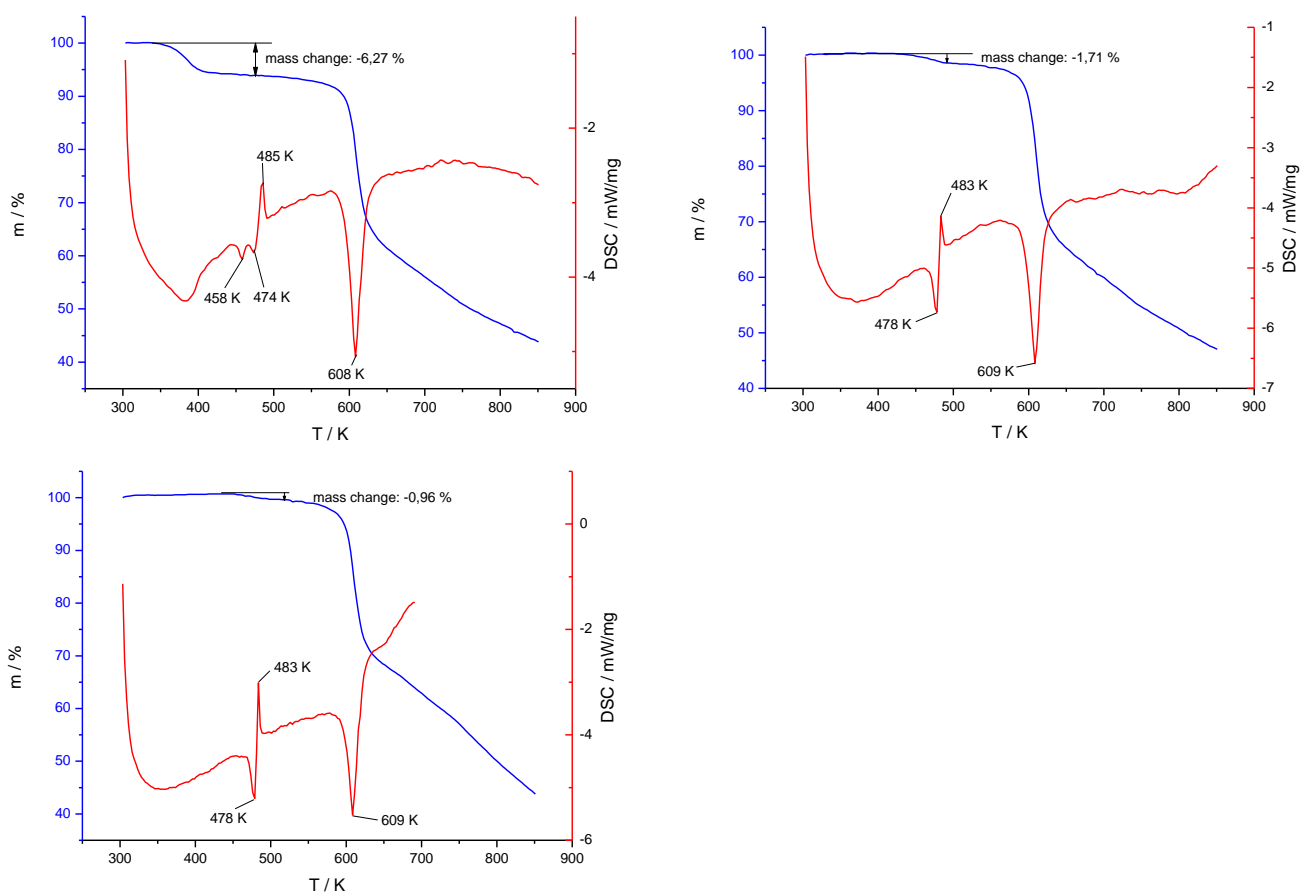 100
90
80
70
60
50
40
m / %
mass change: -6,27 %
485 K
458 K
474 K
608 K
-2
-4
DSC / mW/mg
300 400 500 600 700 800 900
T / K
100
90
80
70
60
50
40
m / %
mass change: -1,71 %
483 K
478 K
609 K
-1
-2
-3
-4
-5
-6
-7
DSC / mW/mg
300 400 500 600 700 800 900
T / K
100
90
80
70
60
50
40
m / %
mass change: -0,96 %
483 K
478 K
609 K
0
-2
-4
-6
DSC / mW/mg
300 400 500 600 700 800 900
T / K